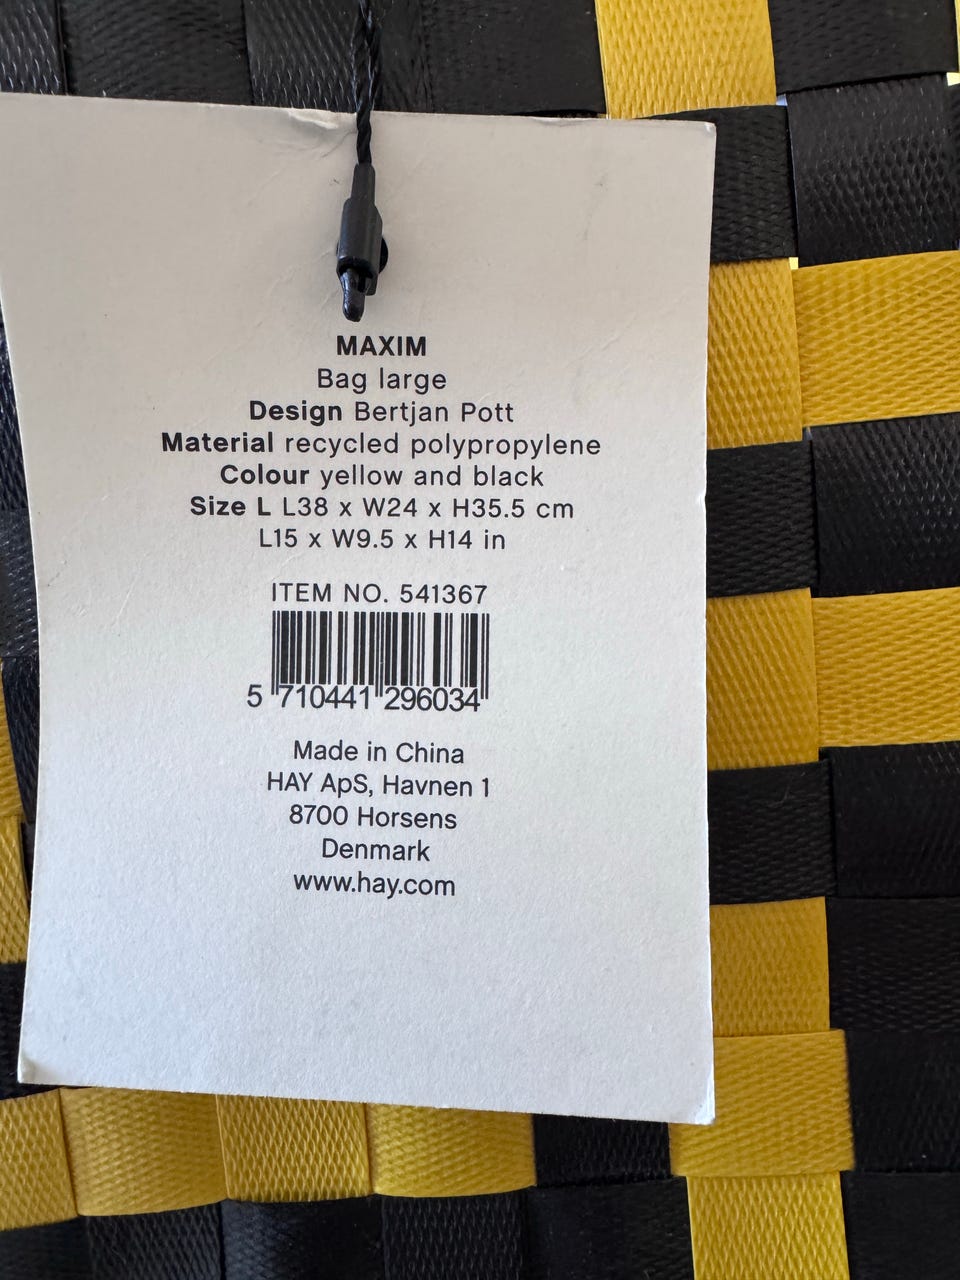 MAXIM
Bag large
Design Bertjan Pott
Material recycled polypropylene
Colour yellow and black
Size L L38 x W24 x H35.5 cm
L15 x W9.5 x H14 in
ITEM NO. 541367
5 710441 296034
Made in China
HAY ApS, Havnen 1
8700 Horsens
Denmark
www.hay.com